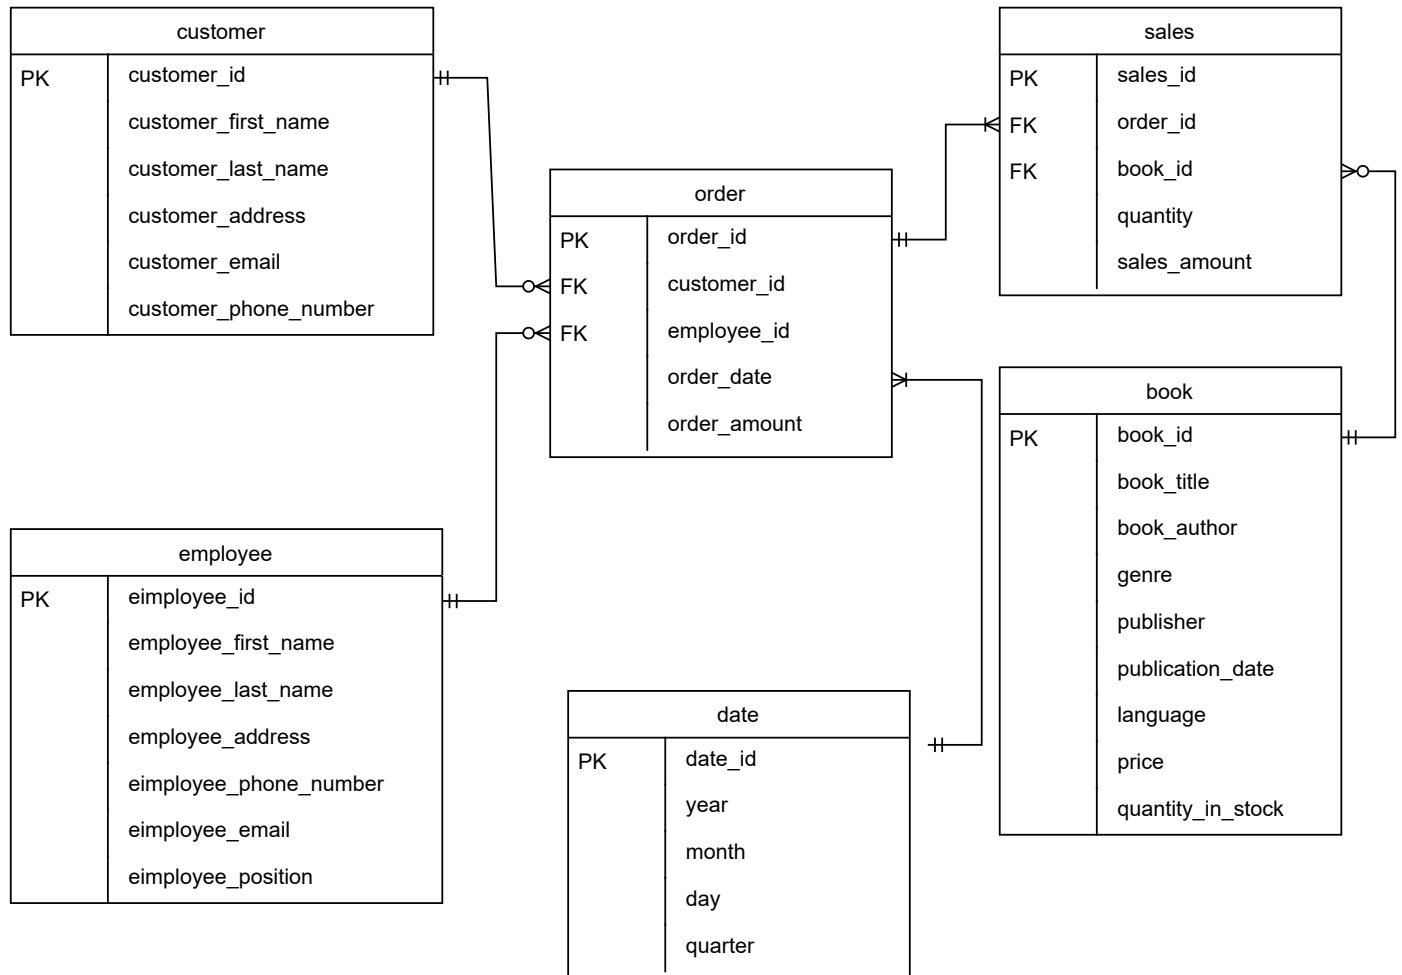 customer
PK customer_id
customer_first_name
customer_last_name
customer_address
customer_email
customer_phone_number
order
PK order_id
FK customer_id
FK employee_id
order_date
order_amount
sales
PK sales_id
FK order_id
FK book_id
quantity
sales_amount
employee
PK eimployee_id
employee_first_name
employee_last_name
employee_address
eimployee_phone_number
eimployee_email
eimployee_position
date
PK date_id
year
month
day
quarter
book
PK book_id
book_title
book_author
genre
publisher
publication_date
language
price
quantity_in_stock